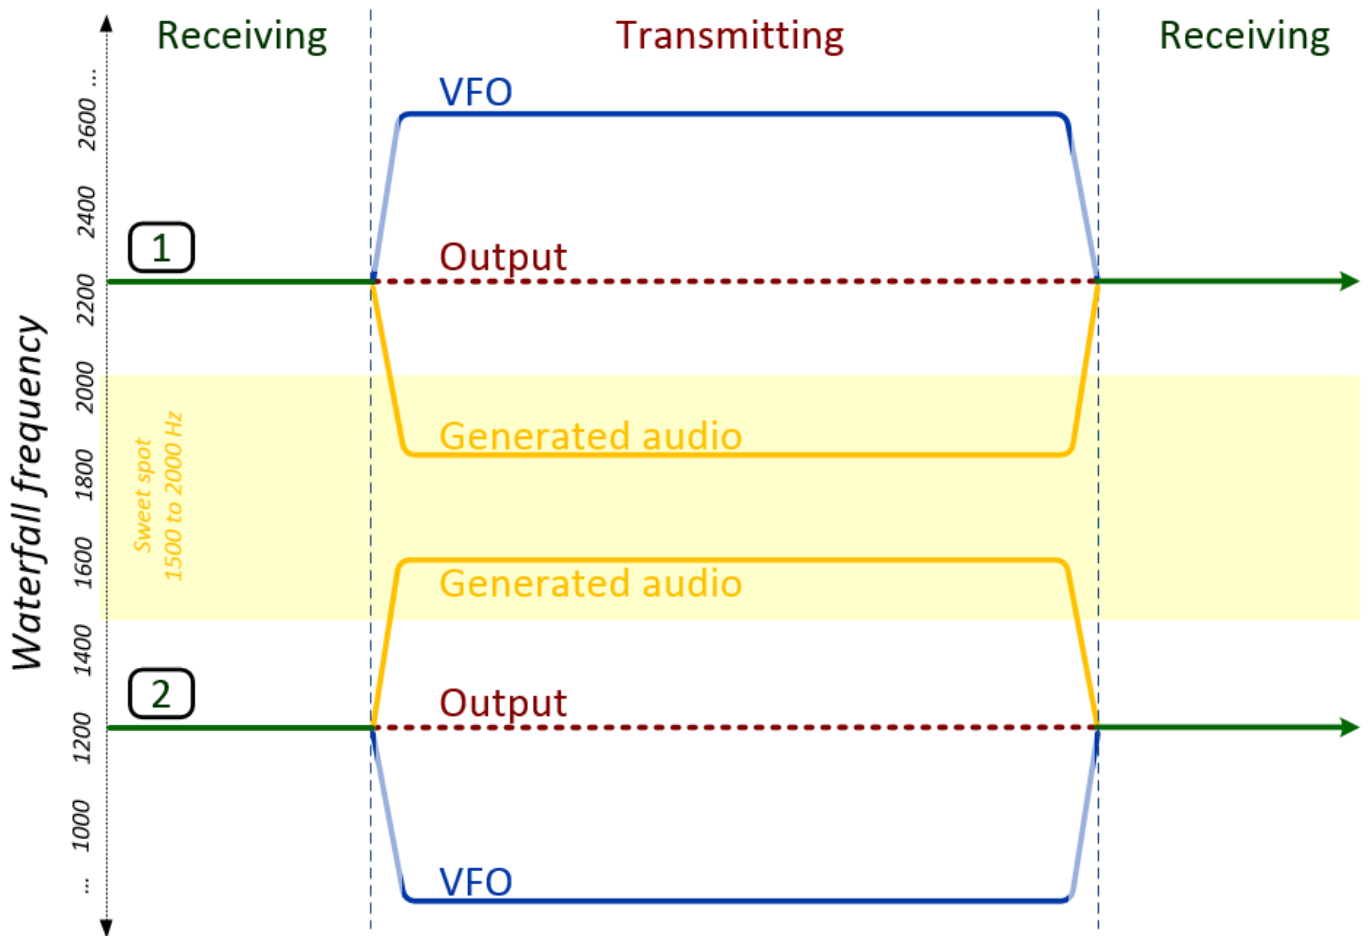 Receiving
Transmitting
Receiving
...
2600
2400
2200
2000
1800
1600
1400
1200
1000
...
Waterfall frequency
VFO
1
Output
Sweet spot
1500 to 2000 Hz
Generated audio
Generated audio
2
Output
VFO